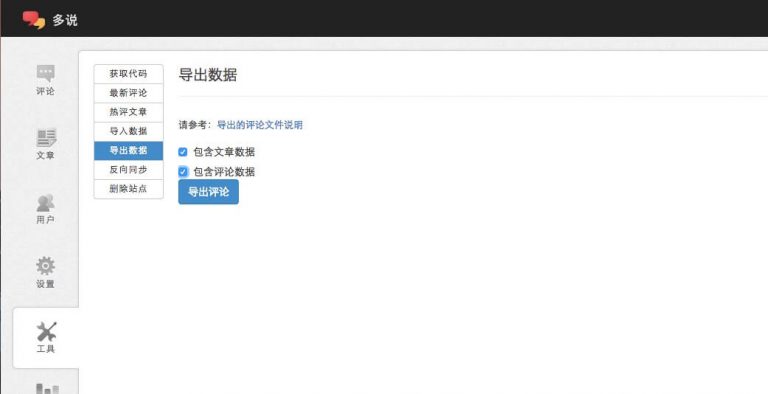 多说
评论
文章
用户
设置
工具
获取代码
最新评论
热评文章
导入数据
导出数据
反向同步
删除站点
导出数据
请参考：导出的评论文件说明
包含文章数据
包含评论数据
导出评论